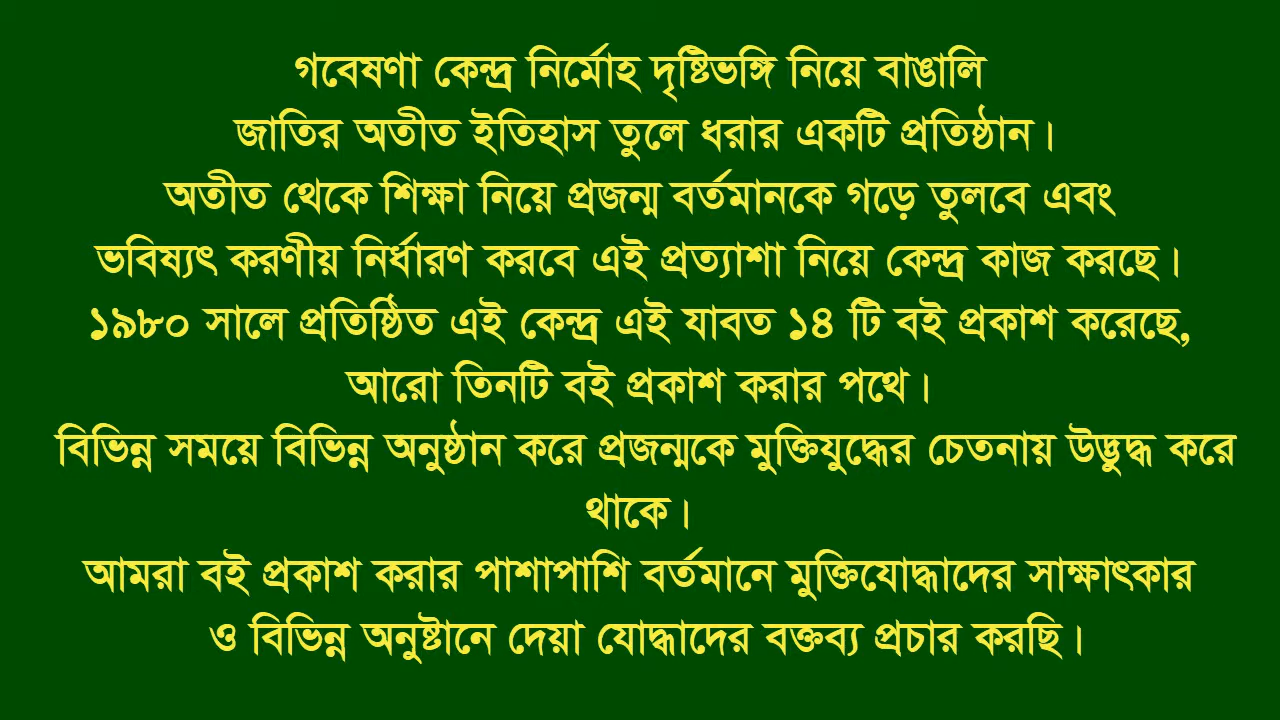 গবেষণা কেন্দ্র নির্মোহ দৃষ্টিভঙ্গি নিয়ে বাঙালি
জাতির অতীত ইতিহাস তুলে ধরার একটি প্রতিষ্ঠান।
অতীত থেকে শিক্ষা নিয়ে প্রজন্ম বর্তমানকে গড়ে তুলবে এবং
ভবিষ্যৎ করণীয় নির্ধারণ করবে এই প্রত্যাশা নিয়ে কেন্দ্র কাজ করছে।
১৯৮০ সালে প্রতিষ্ঠিত এই কেন্দ্র এই যাবত ১৪ টি বই প্রকাশ করেছে,
আরো তিনটি বই প্রকাশ করার পথে।
বিভিন্ন সময়ে বিভিন্ন অনুষ্ঠান করে প্রজন্মকে মুক্তিযুদ্ধের চেতনায় উদ্ভুদ্ধ করে
থাকে।
আমরা বই প্রকাশ করার পাশাপাশি বর্তমানে মুক্তিযোদ্ধাদের সাক্ষাৎকার
ও বিভিন্ন অনুষ্টানে দেয়া যোদ্ধাদের বক্তব্য প্রচার করছি।